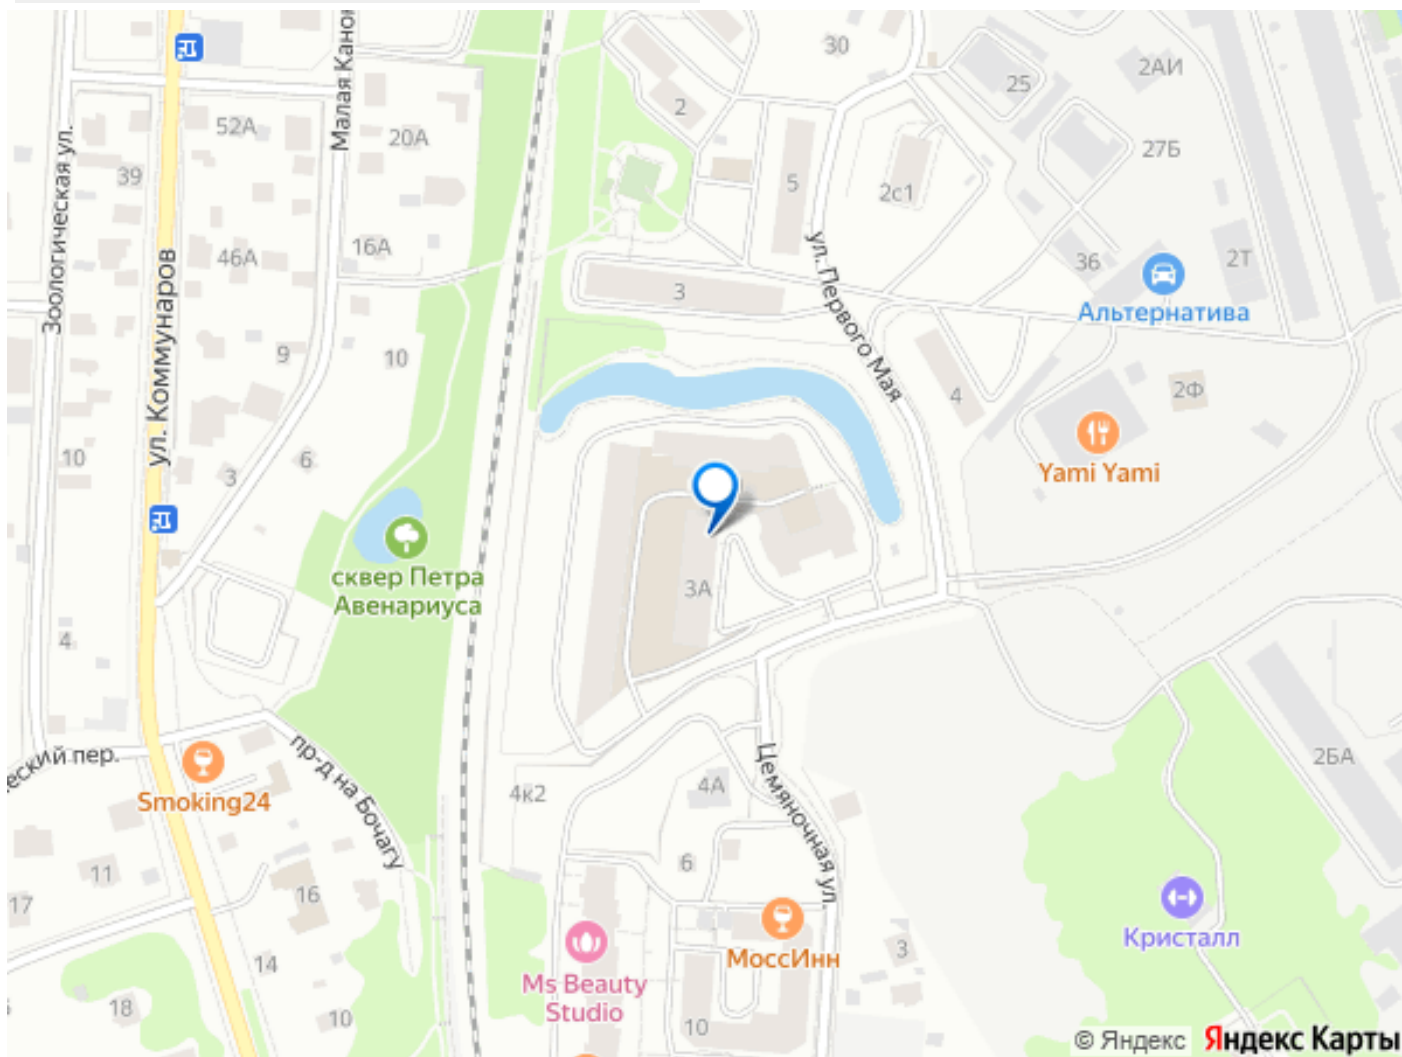 30
25
2АИ
2
52А
20А
Малая Кано
27Б
39
5
2с1
Зоологическая ул.
16А
46А
ул. Коммунаров
3
ул. Первого Мая
36
2Т
Альтернатива
9
10
4
2Ф
10
3
6
Yami Yami
сквер Петра
Авенариуса
3А
4
еский пер.
пр-д на Бочагу
Smoking24
4к2
4А
Цемяночная ул.
2БА
11
16
6
17
Кристалл
МоссИнн
3
14
Ms Beauty
Studio
18
10
10
© Яндекс Яндекс Карты